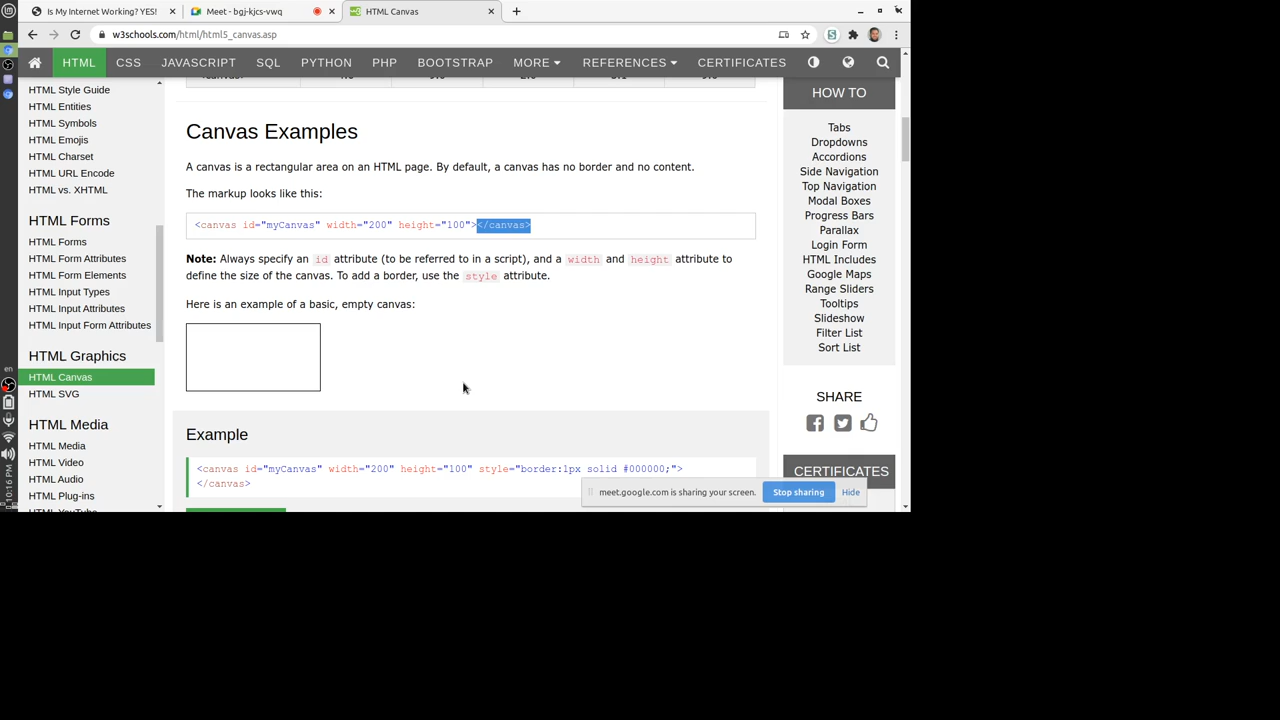 Is My Internet Working? YES!
Meet - bgj-kjcs-vwq
HTML Canvas
w3schools.com/html/html5_canvas.asp
HTML CSS JAVASCRIPT SQL PYTHON PHP BOOTSTRAP MORE REFERENCES CERTIFICATES
HTML Style Guide
HTML Entities
HTML Symbols
HTML Emojis
HTML Charset
HTML URL Encode
HTML vs. XHTML
HTML Forms
HTML Forms
HTML Form Attributes
HTML Form Elements
HTML Input Types
HTML Input Attributes
HTML Input Form Attributes
HTML Graphics
HTML Canvas
HTML SVG
HTML Media
HTML Media
HTML Video
HTML Audio
HTML Plug-ins
HTML YouTube
Canvas Examples
A canvas is a rectangular area on an HTML page. By default, a canvas has no border and no content.
The markup looks like this:
<canvas id="myCanvas" width="200" height="100"></canvas>
Note: Always specify an id attribute (to be referred to in a script), and a width and height attribute to
define the size of the canvas. To add a border, use the style attribute.
Here is an example of a basic, empty canvas:
Example
<canvas id="myCanvas" width="200" height="100" style="border:1px solid #000000;">
</canvas>
HOW TO
Tabs
Dropdowns
Accordions
Side Navigation
Top Navigation
Modal Boxes
Progress Bars
Parallax
Login Form
HTML Includes
Google Maps
Range Sliders
Tooltips
Slideshow
Filter List
Sort List
SHARE
CERTIFICATES
meet.google.com is sharing your screen. Stop sharing Hide
en
10:16 PM